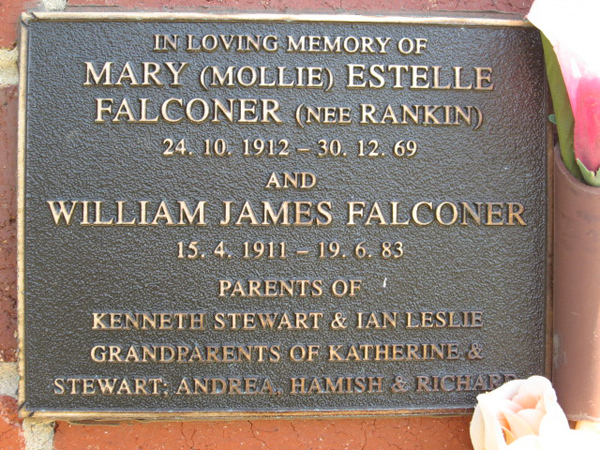 IN LOVING MEMORY OF
MARY (MOLLIE) ESTELLE
FALCONER (NEE RANKIN)
24. 10. 1912 – 30. 12. 69
AND
WILLIAM JAMES FALCONER
15. 4. 1911 – 19. 6. 83
PARENTS OF
KENNETH STEWART & IAN LESLIE
GRANDPARENTS OF KATHERINE &
STEWART; ANDREA, HAMISH & RICHARD